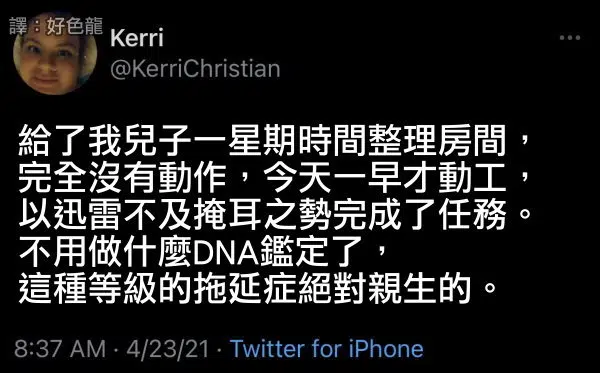 譯：好色龍
Kerri
@KerriChristian
給了我兒子一星期時間整理房間，
完全沒有動作，今天一早才動工，
以迅雷不及掩耳之勢完成了任務。
不用做什麼DNA鑑定了，
這種等級的拖延症絕對親生的。
8:37 AM · 4/23/21 · Twitter for iPhone